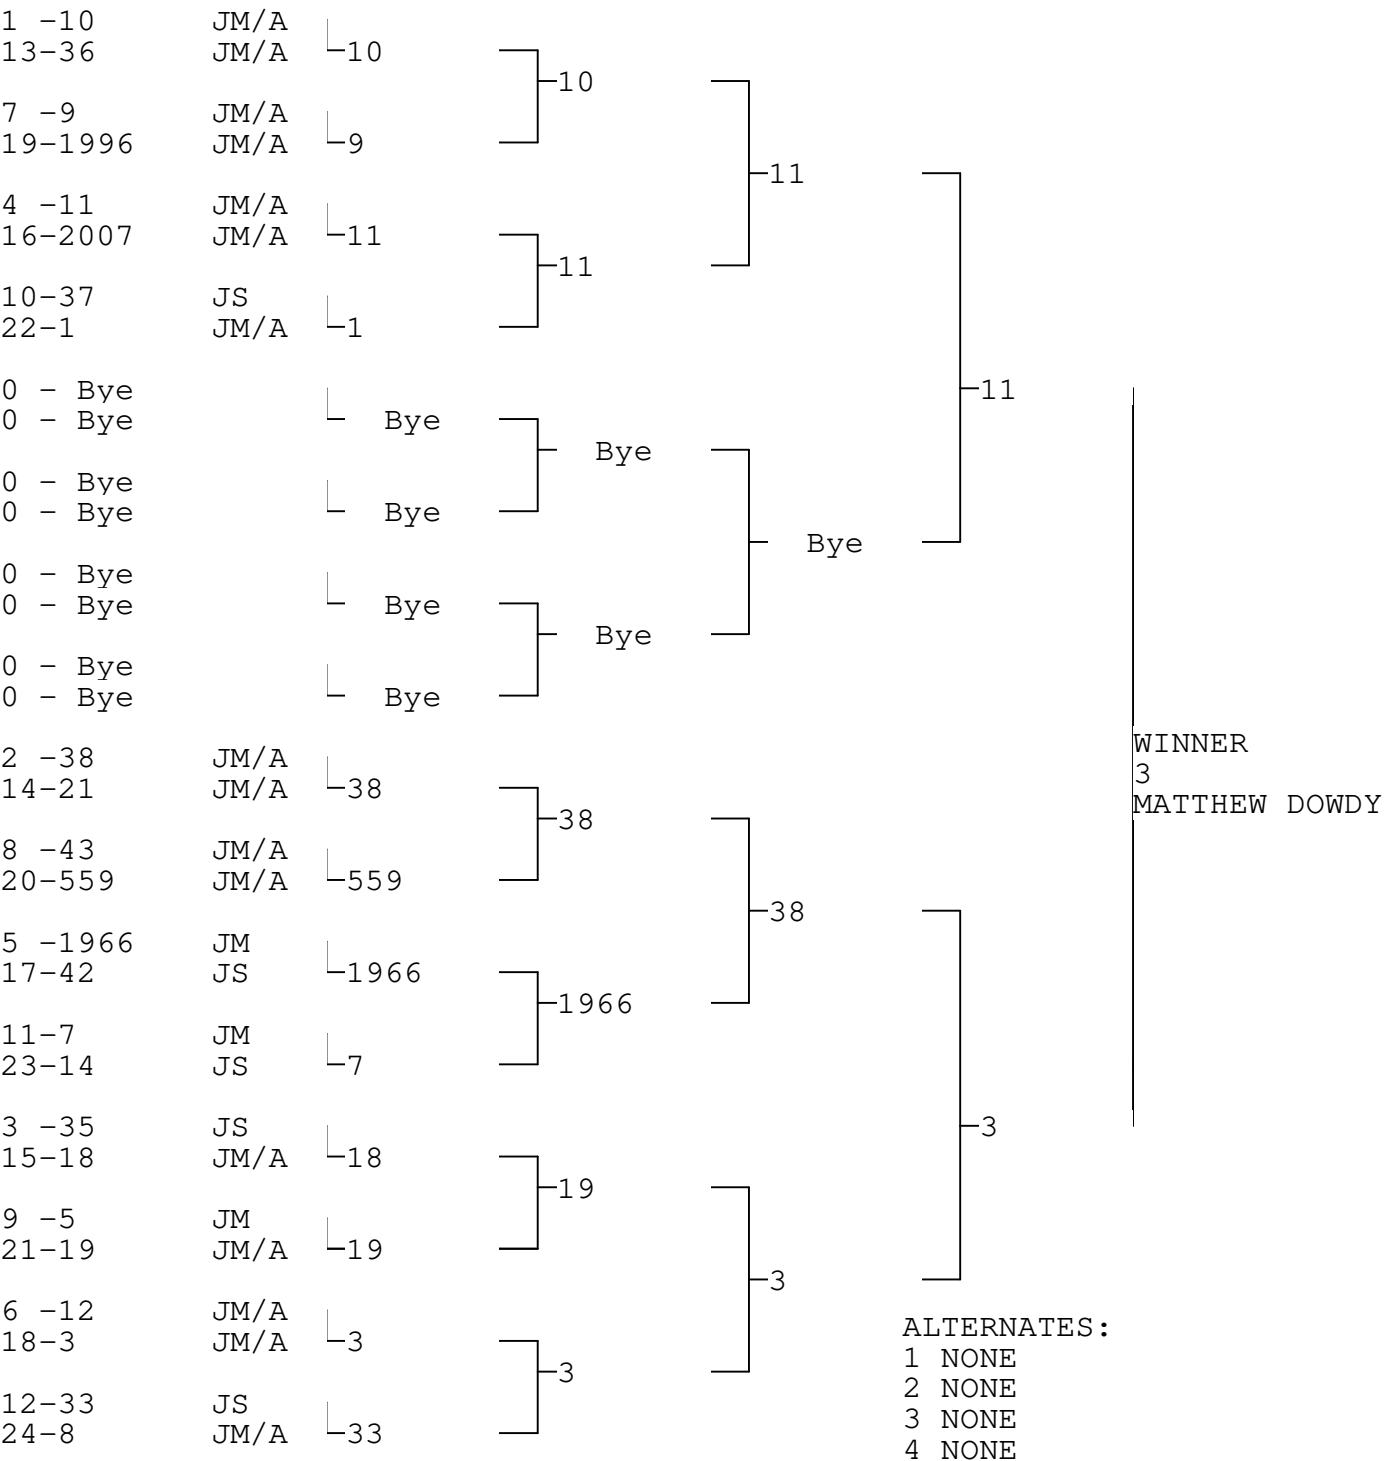 1 -10 JM/A
13-36 JM/A 10
10
7 -9 JM/A
19-1996 JM/A 9
11
4 -11 JM/A
16-2007 JM/A 11
11
10-37 JS
22-1 JM/A 1
0 - Bye 11
0 - Bye Bye
Bye
0 - Bye
0 - Bye Bye
Bye
0 - Bye
0 - Bye Bye
Bye
0 - Bye
0 - Bye Bye
WINNER
2 -38 JM/A
3
14-21 JM/A 38
MATTHEW DOWDY
38
8 -43 JM/A
20-559 JM/A 559
38
5 -1966 JM
17-42 JS 1966
1966
11-7 JM
23-14 JS 7
3 -35 JS 3
15-18 JM/A 18
19
9 -5 JM
21-19 JM/A 19
3
6 -12 JM/A
ALTERNATES:
18-3 JM/A 3
1 NONE
3
2 NONE
12-33 JS
3 NONE
24-8 JM/A 33
4 NONE